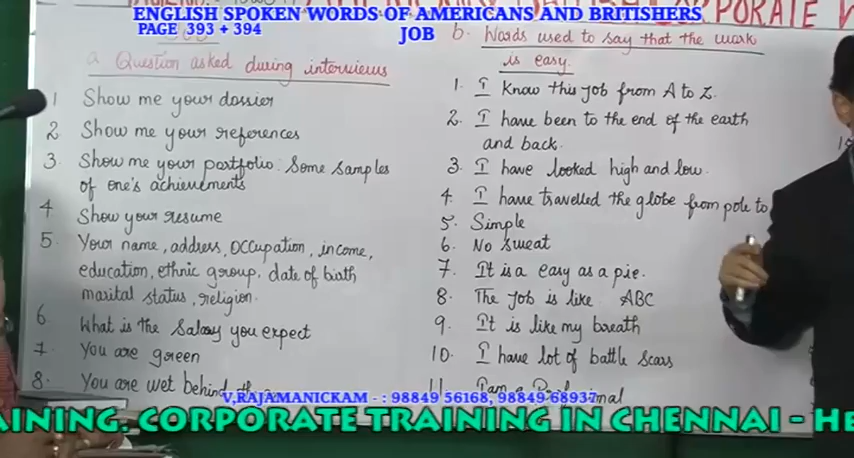 ENGLISH SPOKEN WORDS OF AMERICANS AND BRITISHERS
PAGE 393 + 394
JOB
CORPORATE
a Question asked during interviews
1 Show me your dossier
2 Show me your references
3. Show me your portfolio: Some samples
of one's achievements
4. Show your resume
5. Your name, address, occupation, income,
education, ethnic group, date of birth
marital status, religion.
6. What is the Salary you expect
7. You are green
8. You are wet behind
b. Words used to say that the work
is easy.
1. I Know this Job from A to Z.
2. I have been to the end of the earth
and back.
3. I have looked high and low.
4. I have travelled the globe from pole to
5. Simple
6. No sweat
7. It is a easy as a pie.
8. The Job is like ABC
9. It is like my breath
10. I have lot of battle scars
11. I am a
V,RAJAMANICKAM - : 98849 56168, 98849 68937
AINING. CORPORATE TRAINING IN CHENNAI - HE